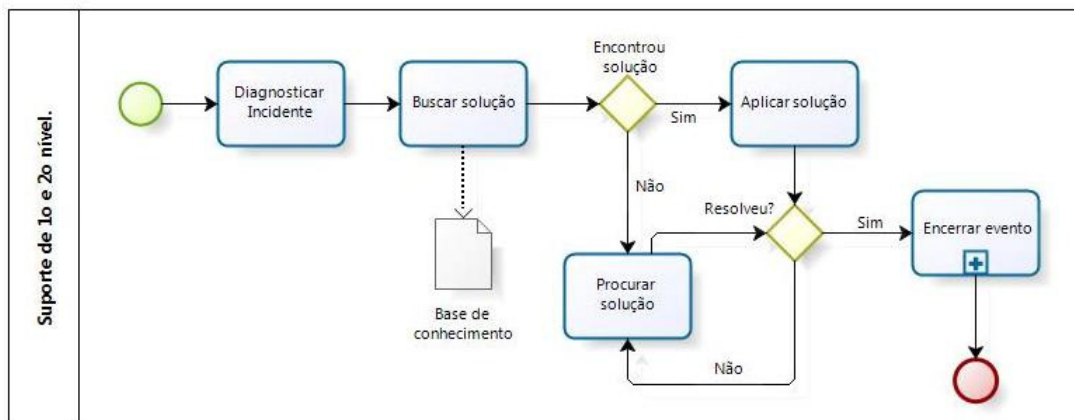 Suporte de 1o e 2o nível.
Diagnosticar
Incidente
Buscar solução
Encontrou
solução
Sim
Aplicar solução
Não
Resolveu?
Sim
Encerrar evento
Procurar
solução
Base de
conhecimento
Não